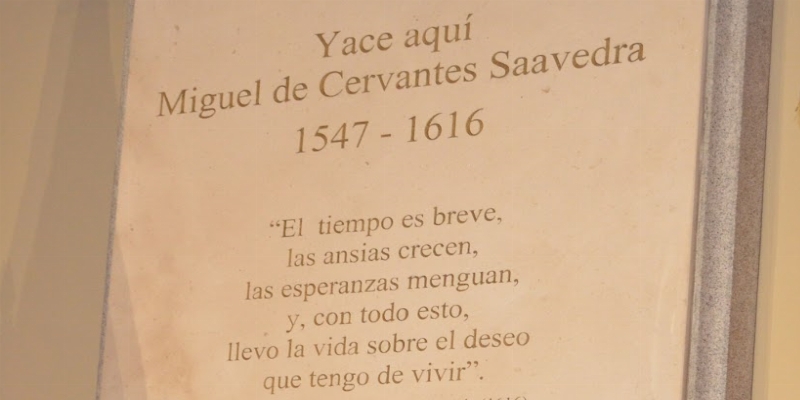 Yace aquí
Miguel de Cervantes Saavedra
1547 - 1616
“El tiempo es breve,
las ansias crecen,
las esperanzas menguan,
y, con todo esto,
llevo la vida sobre el deseo
que tengo de vivir”.